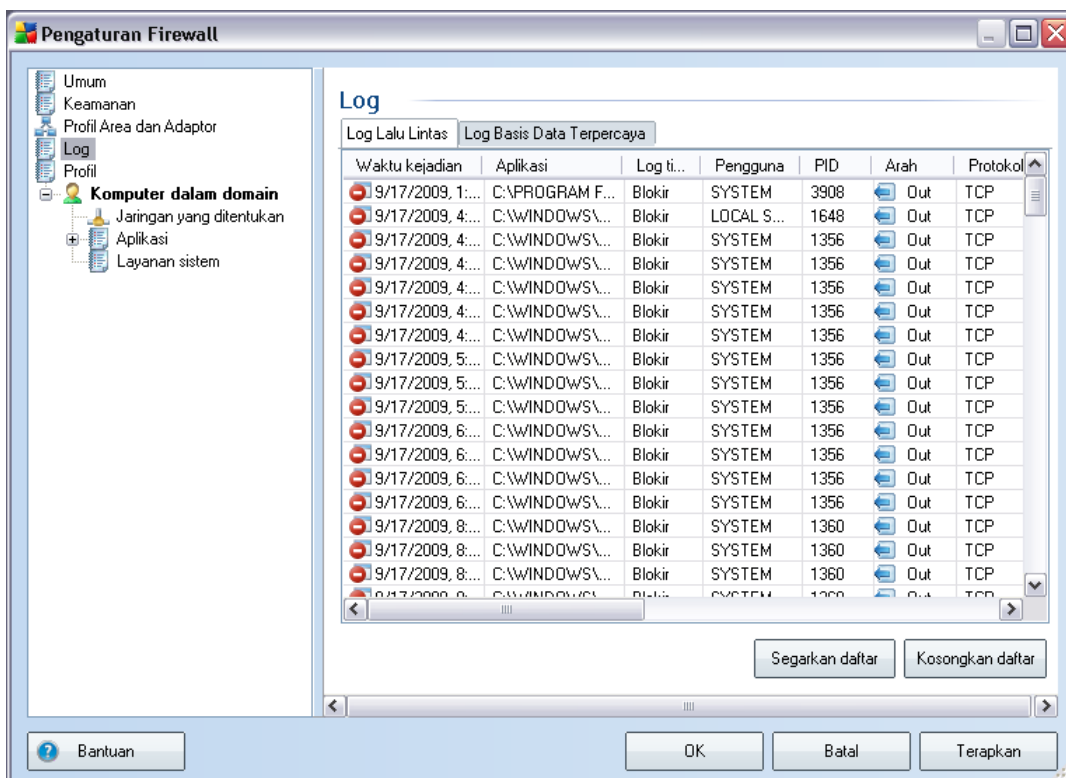 Pengaturan Firewall
Umum
Keamanan
Profil Area dan Adaptor
Log
Profil
Komputer dalam domain
Jaringan yang ditentukan
Aplikasi
Layanan sistem
Log
Log Lalu Lintas Log Basis Data Terpercaya
Waktu kejadian Aplikasi Log ti... Pengguna PID Arah Protokol
9/17/2009, 1:... C:\PROGRAM F... Blokir SYSTEM 3908 Out TCP
9/17/2009, 4:... C:\WINDOWS\... Blokir LOCAL S... 1648 Out TCP
9/17/2009, 4:... C:\WINDOWS\... Blokir SYSTEM 1356 Out TCP
9/17/2009, 4:... C:\WINDOWS\... Blokir SYSTEM 1356 Out TCP
9/17/2009, 4:... C:\WINDOWS\... Blokir SYSTEM 1356 Out TCP
9/17/2009, 4:... C:\WINDOWS\... Blokir SYSTEM 1356 Out TCP
9/17/2009, 4:... C:\WINDOWS\... Blokir SYSTEM 1356 Out TCP
9/17/2009, 5:... C:\WINDOWS\... Blokir SYSTEM 1356 Out TCP
9/17/2009, 5:... C:\WINDOWS\... Blokir SYSTEM 1356 Out TCP
9/17/2009, 5:... C:\WINDOWS\... Blokir SYSTEM 1356 Out TCP
9/17/2009, 6:... C:\WINDOWS\... Blokir SYSTEM 1356 Out TCP
9/17/2009, 6:... C:\WINDOWS\... Blokir SYSTEM 1356 Out TCP
9/17/2009, 6:... C:\WINDOWS\... Blokir SYSTEM 1356 Out TCP
9/17/2009, 6:... C:\WINDOWS\... Blokir SYSTEM 1356 Out TCP
9/17/2009, 8:... C:\WINDOWS\... Blokir SYSTEM 1360 Out TCP
9/17/2009, 8:... C:\WINDOWS\... Blokir SYSTEM 1360 Out TCP
9/17/2009, 8:... C:\WINDOWS\... Blokir SYSTEM 1360 Out TCP
Segarkan daftar Kosongkan daftar
Bantuan OK Batal Terapkan